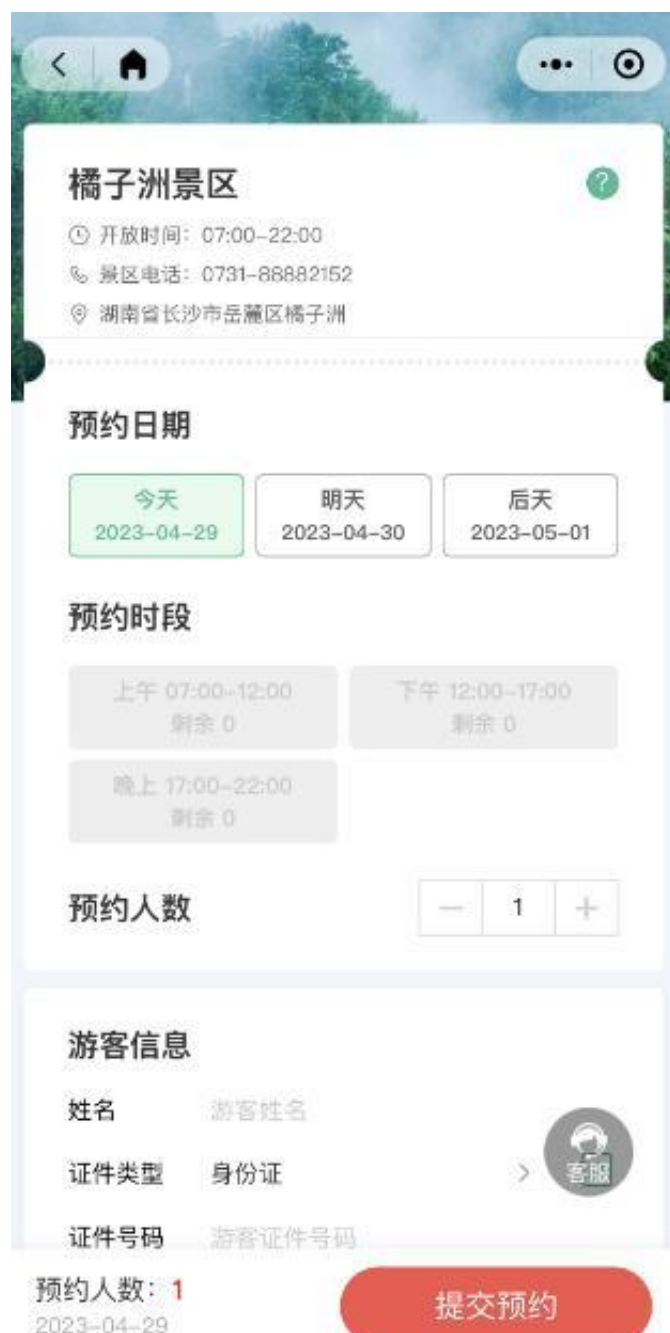 橘子洲景区
?
开放时间：07:00-22:00
景区电话：0731-88882152
湖南省长沙市岳麓区橘子洲
预约日期
今天
2023-04-29
明天
2023-04-30
后天
2023-05-01
预约时段
上午 07:00-12:00
剩余 0
下午 12:00-17:00
剩余 0
晚上 17:00-22:00
剩余 0
预约人数
— 1 +
游客信息
姓名 游客姓名
证件类型 身份证 >
客服
证件号码 游客证件号码
预约人数：1
2023-04-29
提交预约